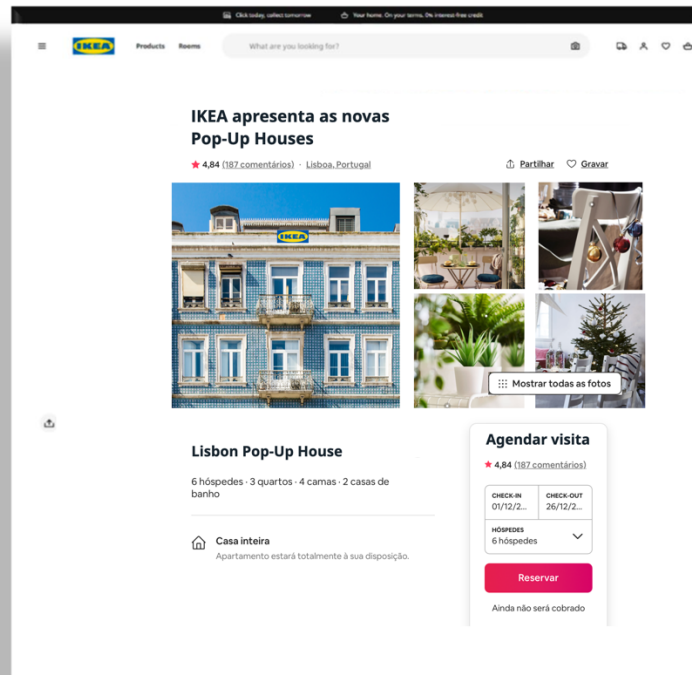 Click today, collect tomorrow
Your home. On your terms. 0% interest-free credit
IKEA
Products
Rooms
What are you looking for?
IKEA apresenta as novas
Pop-Up Houses
4,84 (187 comentários) · Lisboa, Portugal
Partilhar
Gravar
IKEA
Mostrar todas as fotos
Lisbon Pop-Up House
6 hóspedes · 3 quartos · 4 camas · 2 casas de
banho
Casa inteira
Apartamento estará totalmente à sua disposição.
Agendar visita
4,84 (187 comentários)
CHECK-IN
01/12/2...
CHECK-OUT
26/12/2...
HÓSPEDES
6 hóspedes
Reservar
Ainda não será cobrado